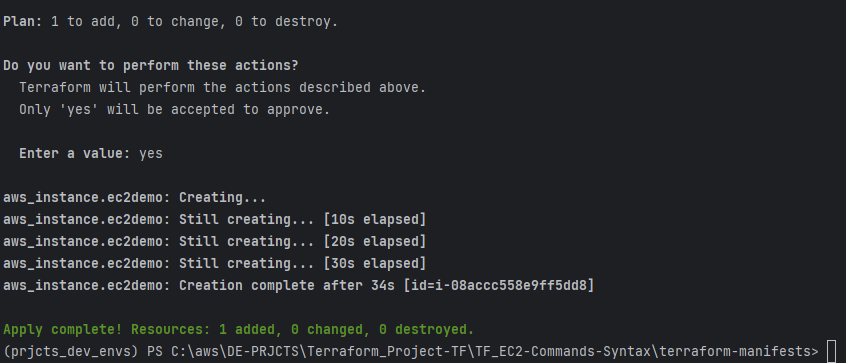 Plan: 1 to add, 0 to change, 0 to destroy.
Do you want to perform these actions?
Terraform will perform the actions described above.
Only 'yes' will be accepted to approve.
Enter a value: yes
aws_instance.ec2demo: Creating...
aws_instance.ec2demo: Still creating... [10s elapsed]
aws_instance.ec2demo: Still creating... [20s elapsed]
aws_instance.ec2demo: Still creating... [30s elapsed]
aws_instance.ec2demo: Creation complete after 34s [id=i-08accc558e9ff5dd8]
Apply complete! Resources: 1 added, 0 changed, 0 destroyed.
(prjcts_dev_envs) PS C:\aws\DE-PRJCTS\Terraform_Project-TF\TF_EC2-Commands-Syntax\terraform-manifests>